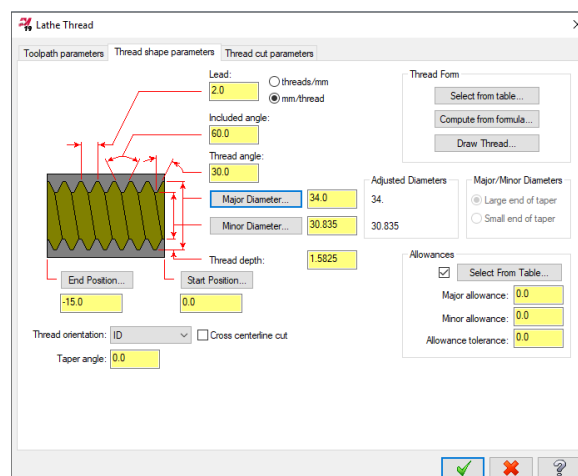 19 Lathe Thread
Toolpath parameters Thread shape parameters Thread cut parameters
Lead:
2.0
threads/mm
mm/thread
Included angle:
60.0
Thread angle:
30.0
Major Diameter... 34.0
Minor Diameter... 30.835
Thread depth: 1.5825
Adjusted Diameters
34.
30.835
Thread Form
Select from table...
Compute from formula...
Draw Thread...
Major/Minor Diameters
Large end of taper
Small end of taper
End Position... Start Position...
-15.0 0.0
Allowances
Select From Table...
Major allowance: 0.0
Minor allowance: 0.0
Allowance tolerance: 0.0
Thread orientation: ID Cross centerline cut
Taper angle: 0.0